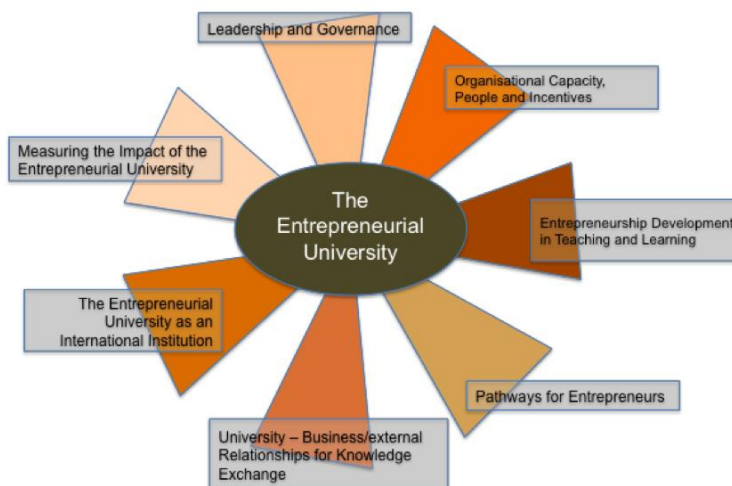 Leadership and Governance
Organisational Capacity,
People and Incentives
Measuring the Impact of the
Entrepreneurial University
The
Entrepreneurial
University
Entrepreneurship Development
in Teaching and Learning
The Entrepreneurial
University as an
International Institution
Pathways for Entrepreneurs
University – Business/external
Relationships for Knowledge
Exchange